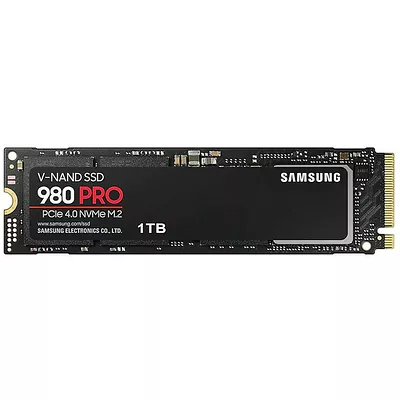 V-NAND SSD
980 PRO
PCIe 4.0 NVMe M.2
www.samsung.com/ssd
SAMSUNG ELECTRONICS CO., LTD.
1TB
SAMSUNG